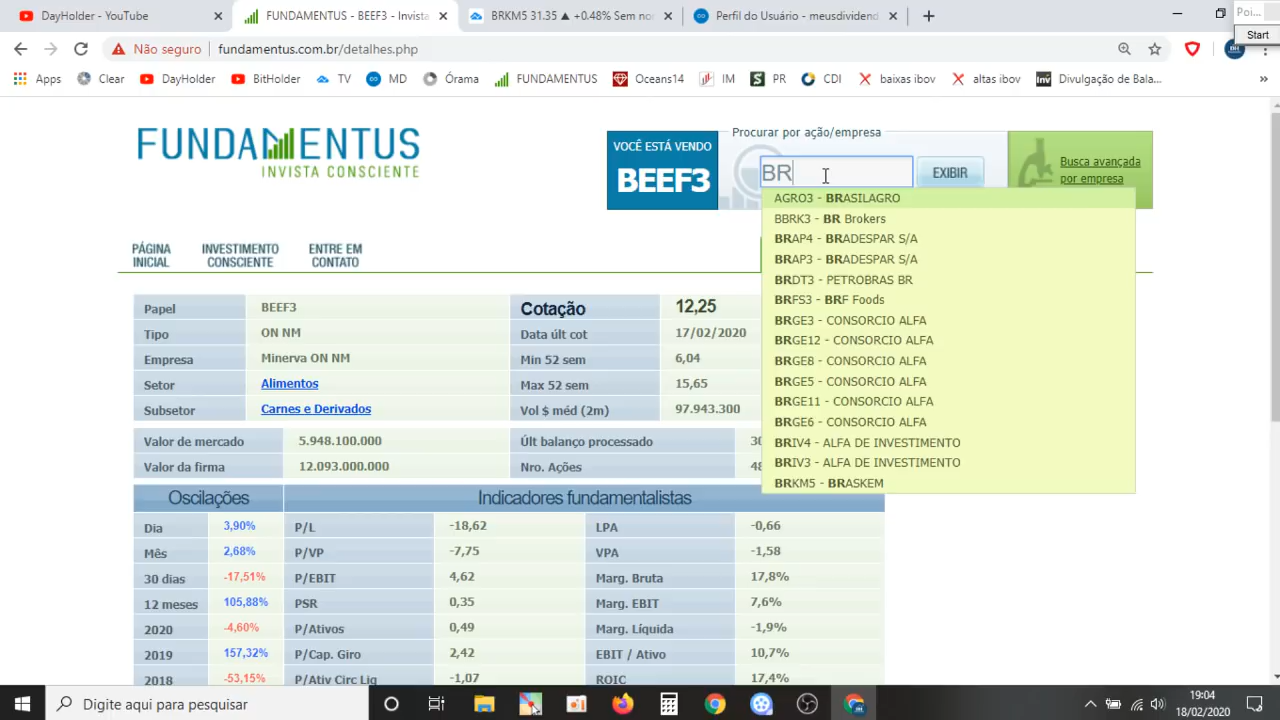 DayHolder - YouTube
FUNDAMENTUS - BEEF3 - Invista
BRKM5 31.35 ▲ +0.48% Sem no
Perfil do Usuário - meusdividend
Poi...
Start
Não seguro
fundamentus.com.br/detalhes.php
Apps
Clear
DayHolder
BitHolder
TV
MD
Órama
FUNDAMENTUS
Oceans14
IM
PR
CDI
baixas ibov
altas ibov
Divulgação de Bala...
FUNDAMENTUS
INVISTA CONSCIENTE
VOCÊ ESTÁ VENDO
BEEF3
Procurar por ação/empresa
BR
EXIBIR
Busca avançada
por empresa
AGRO3 - BRASILAGRO
BBRK3 - BR Brokers
BRAP4 - BRADESPAR S/A
BRAP3 - BRADESPAR S/A
BRDT3 - PETROBRAS BR
BRFS3 - BRF Foods
BRGE3 - CONSORCIO ALFA
BRGE12 - CONSORCIO ALFA
BRGE8 - CONSORCIO ALFA
BRGE5 - CONSORCIO ALFA
BRGE11 - CONSORCIO ALFA
BRGE6 - CONSORCIO ALFA
BRIV4 - ALFA DE INVESTIMENTO
BRIV3 - ALFA DE INVESTIMENTO
BRKM5 - BRASKEM
PÁGINA
INICIAL
INVESTIMENTO
CONSCIENTE
ENTRE EM
CONTATO
Papel BEEF3 Cotação 12,25
Tipo ON NM Data últ cot 17/02/2020
Empresa Minerva ON NM Min 52 sem 6,04
Setor Alimentos Max 52 sem 15,65
Subsetor Carnes e Derivados Vol $ méd (2m) 97.943.300
Valor de mercado 5.948.100.000 Últ balanço processado 30
Valor da firma 12.093.000.000 Nro. Ações 48
Oscilações Indicadores fundamentalistas
Dia 3,90% P/L -18,62 LPA -0,66
Mês 2,68% P/VP -7,75 VPA -1,58
30 dias -17,51% P/EBIT 4,62 Marg. Bruta 17,8%
12 meses 105,88% PSR 0,35 Marg. EBIT 7,6%
2020 -4,60% P/Ativos 0,49 Marg. Líquida -1,9%
2019 157,32% P/Cap. Giro 2,42 EBIT / Ativo 10,7%
2018 -53,15% P/Ativ Circ Liq -1,07 ROIC 17,4%
Digite aqui para pesquisar
19:04
18/02/2020